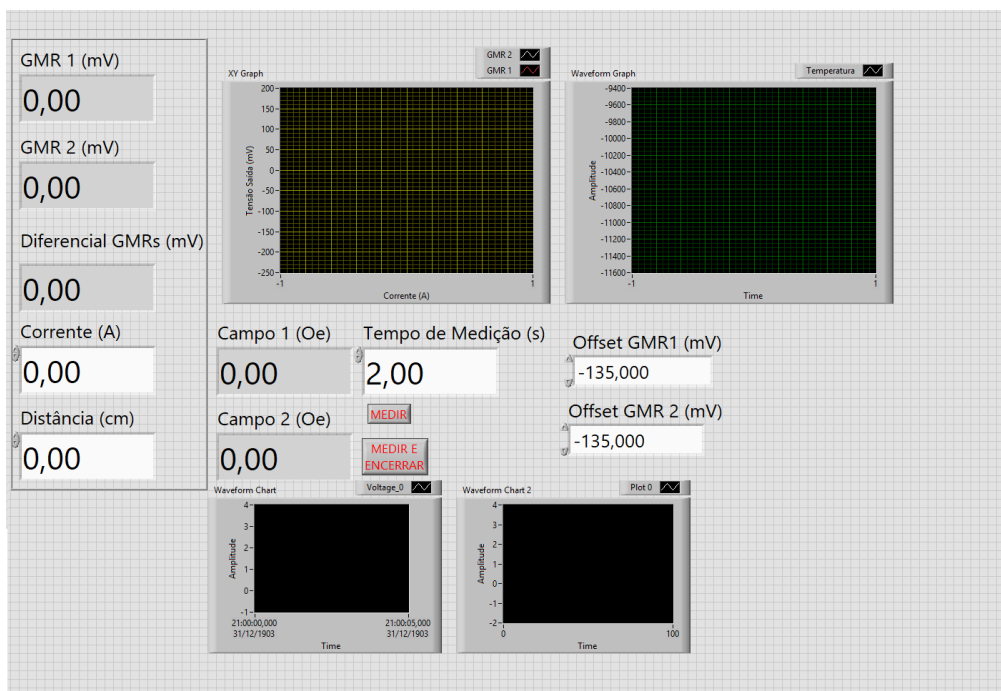 GMR 1 (mV)
0,00
GMR 2 (mV)
0,00
Diferencial GMRs (mV)
0,00
Corrente (A)
0,00
Distância (cm)
0,00
XY Graph
GMR 2
GMR 1
200
150
100
50
0
-50
-100
-150
-200
-250
Tensão Saída (mV)
-1
1
Corrente (A)
Waveform Graph
Temperatura
-9400
-9600
-9800
-10000
-10200
-10400
-10600
-10800
-11000
-11200
-11400
-11600
Amplitude
-1
1
Time
Campo 1 (Oe)
0,00
Campo 2 (Oe)
0,00
Tempo de Medição (s)
2,00
MEDIR
MEDIR E
ENCERRAR
Offset GMR1 (mV)
-135,000
Offset GMR 2 (mV)
-135,000
Waveform Chart
Voltage_0
4
3
2
1
0
-1
Amplitude
21:00:00,000
31/12/1903
21:00:05,000
31/12/1903
Time
Waveform Chart 2
Plot 0
4
3
2
1
0
-1
-2
Amplitude
0
100
Time